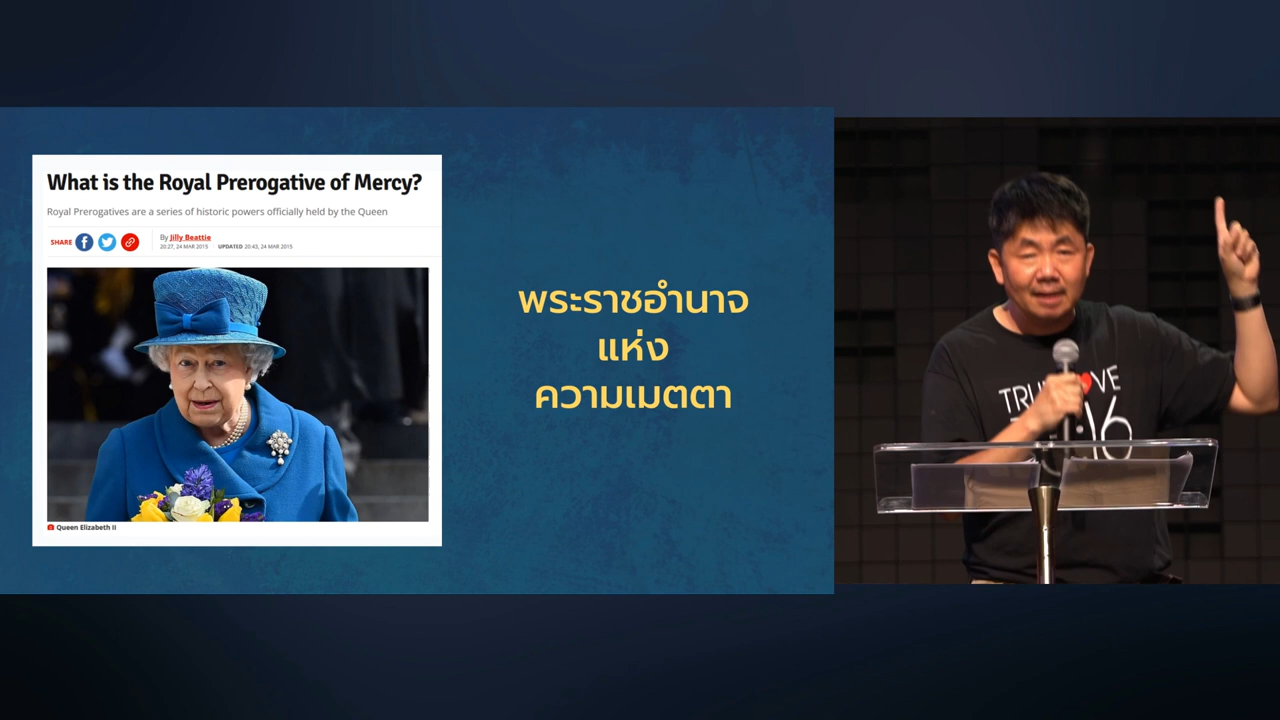 What is the Royal Prerogative of Mercy?
Royal Prerogatives are a series of historic powers officially held by the Queen
SHARE
By Jilly Beattie
20:27, 24 MAR 2015 UPDATED 20:43, 24 MAR 2015
Queen Elizabeth II
พระราชอำนาจ
แห่ง
ความเมตตา
VE
:16